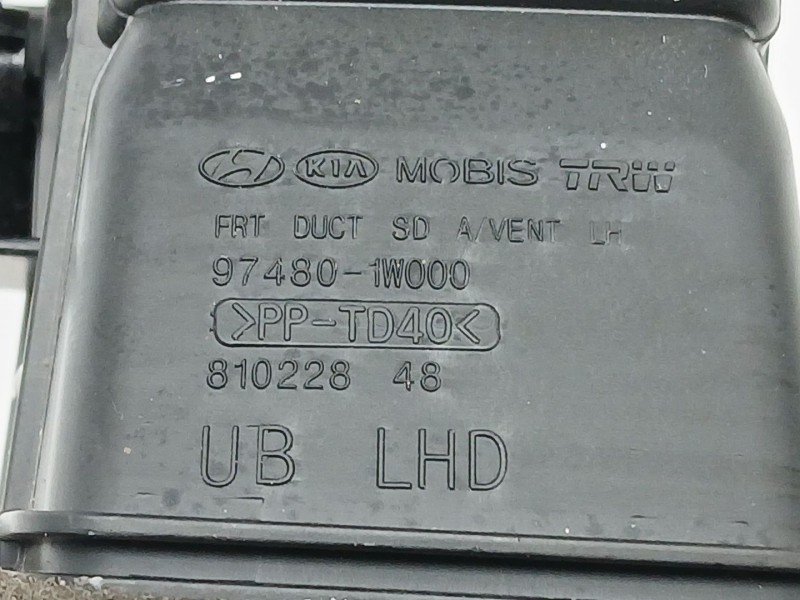 KIA MOBIS TRW
FRT DUCT SD A/VENT LH
97480-1W000
>PP-TD40<
810228 48
UB LHD